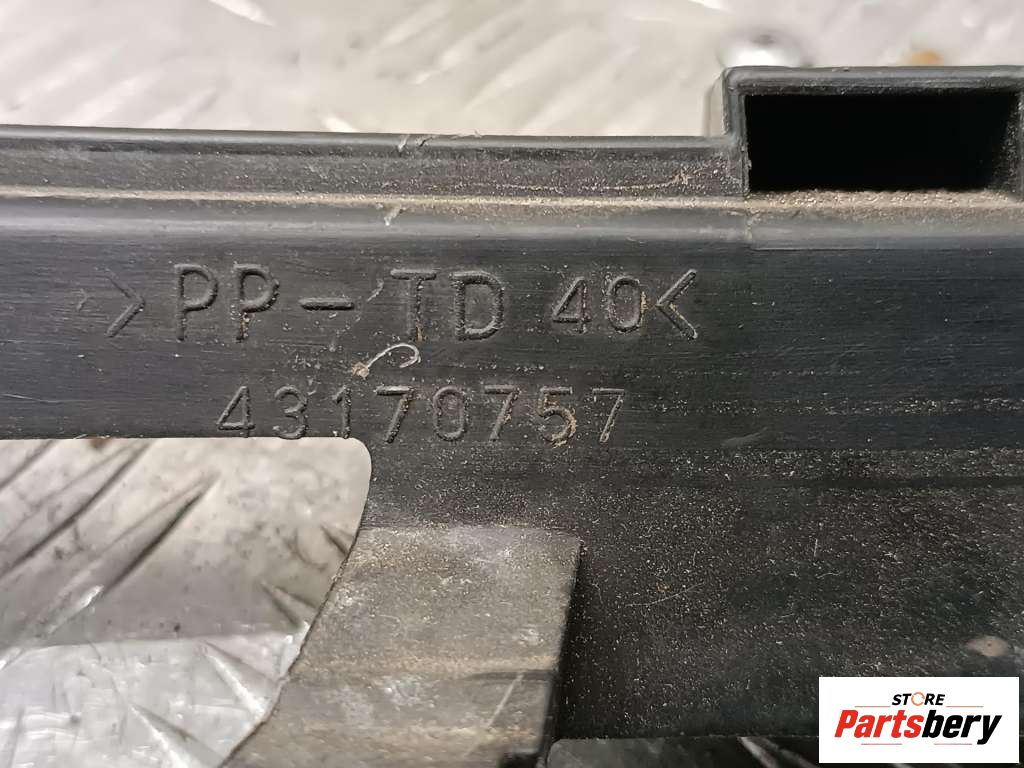 >PP-TD 40<
43170757
STORE
Partsbery